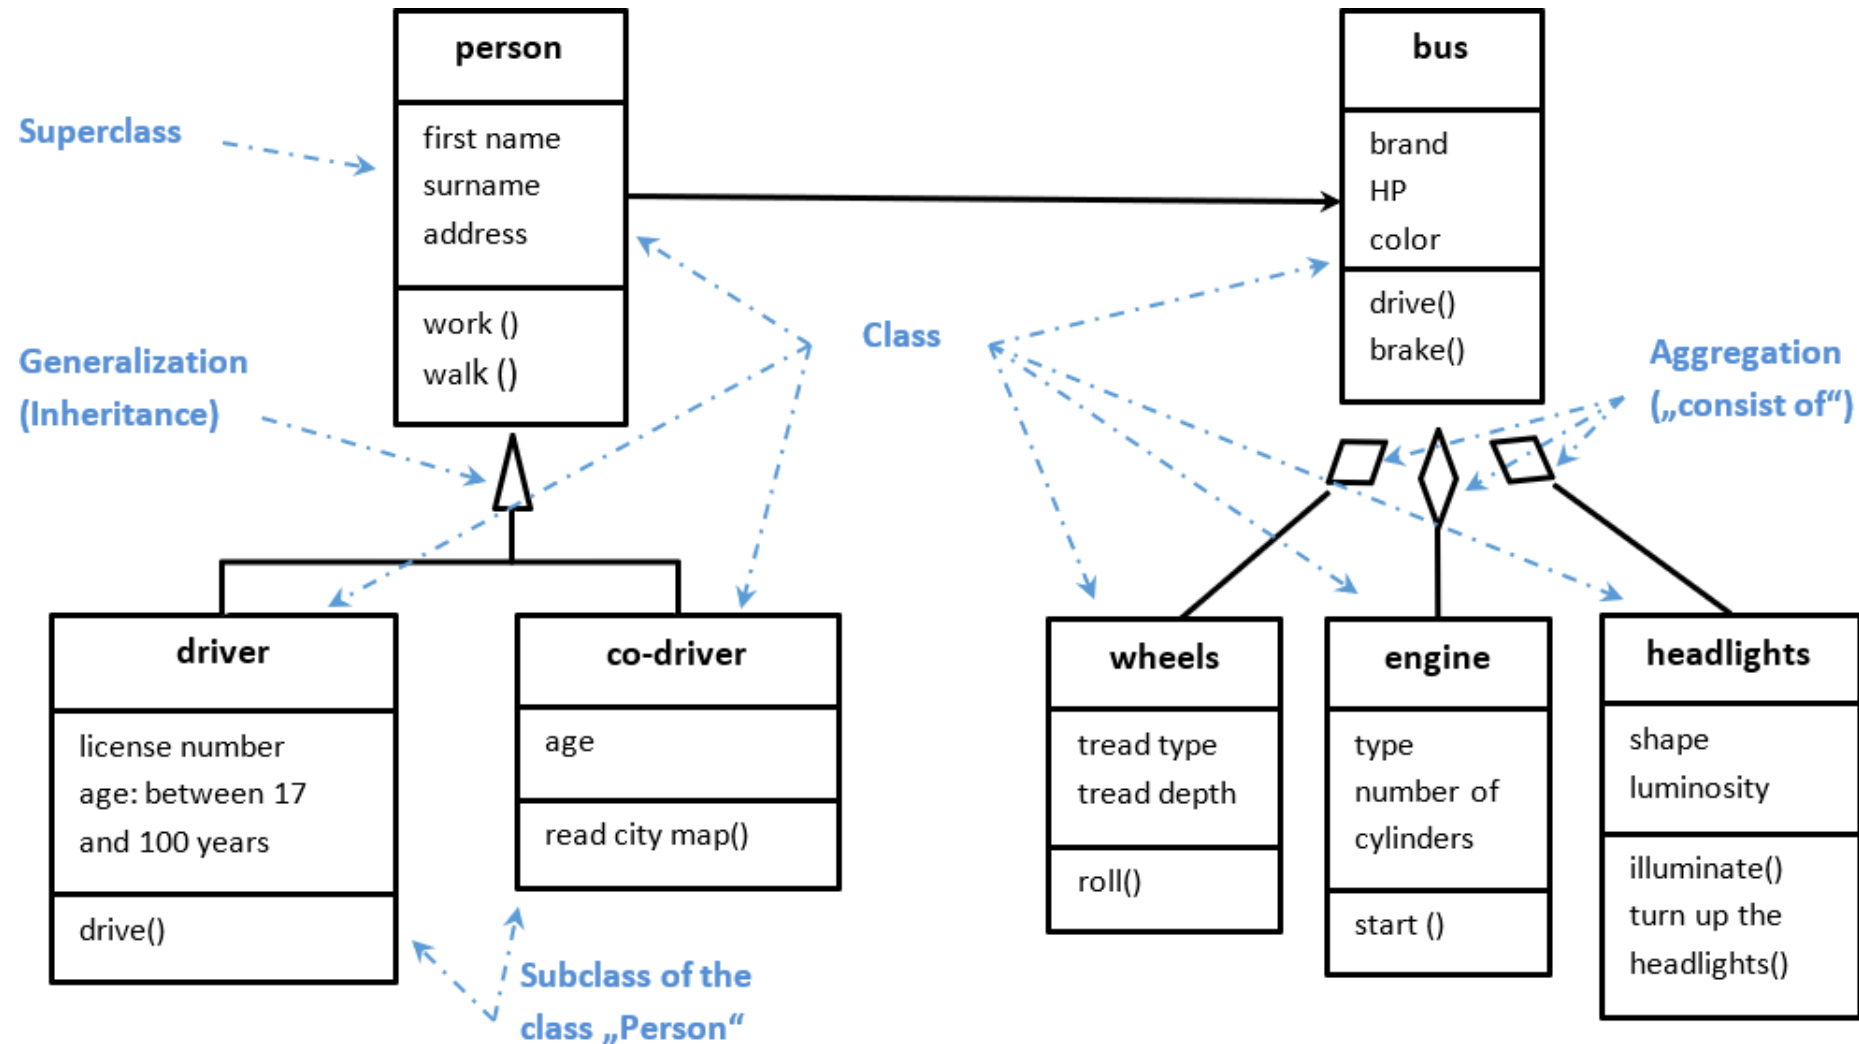 person
first name
surname
address
work ()
walk ()
bus
brand
HP
color
drive()
brake()
Superclass
Generalization
(Inheritance)
Class
Aggregation
(„consist of“)
driver
license number
age: between 17
and 100 years
drive()
co-driver
age
read city map()
Subclass of the
class „Person“
wheels
tread type
tread depth
roll()
engine
type
number of
cylinders
start ()
headlights
shape
luminosity
illuminate()
turn up the
headlights()